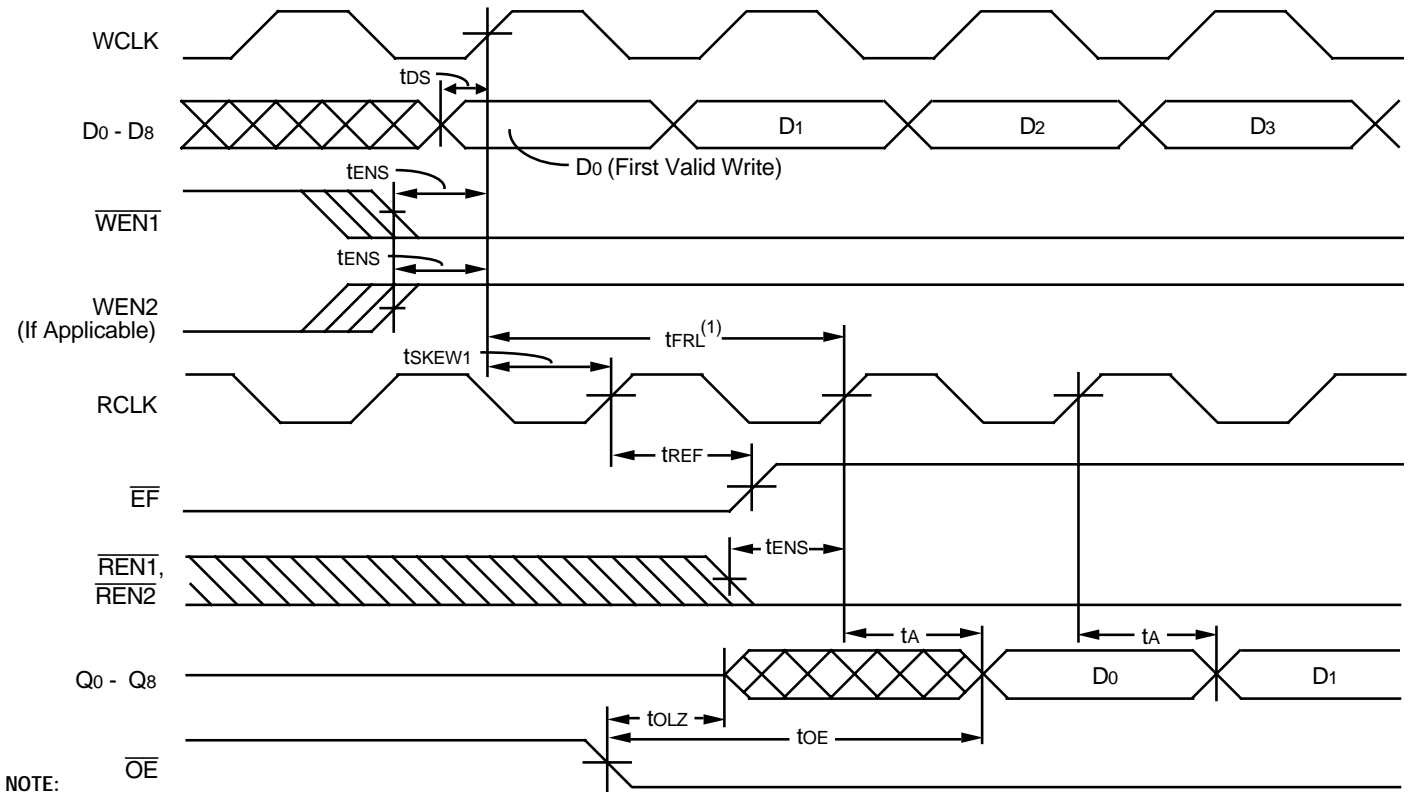 WCLK
tDS
D0 - D8
D1
D2
D3
D0 (First Valid Write)
tENS
WEN1
tENS
WEN2
(If Applicable)
tFRL(1)
tSKEW1
RCLK
tREF
EF
tENS
REN1,
REN2
tA
tA
Q0 - Q8
D0
D1
tOLZ
tOE
OE
NOTE: